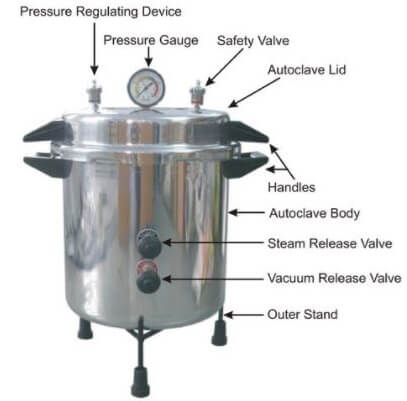 Pressure Regulating Device
Pressure Gauge
Safety Valve
Autoclave Lid
Handles
Autoclave Body
Steam Release Valve
Vacuum Release Valve
Outer Stand